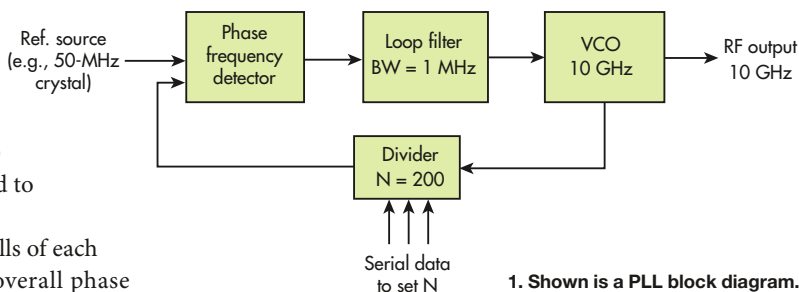 Ref. source
(e.g., 50-MHz
crystal)
Phase
frequency
detector
Loop filter
BW = 1 MHz
VCO
10 GHz
RF output
10 GHz
Divider
N = 200
Serial data
to set N
d to
lls of each
overall phase
1. Shown is a PLL block diagram.